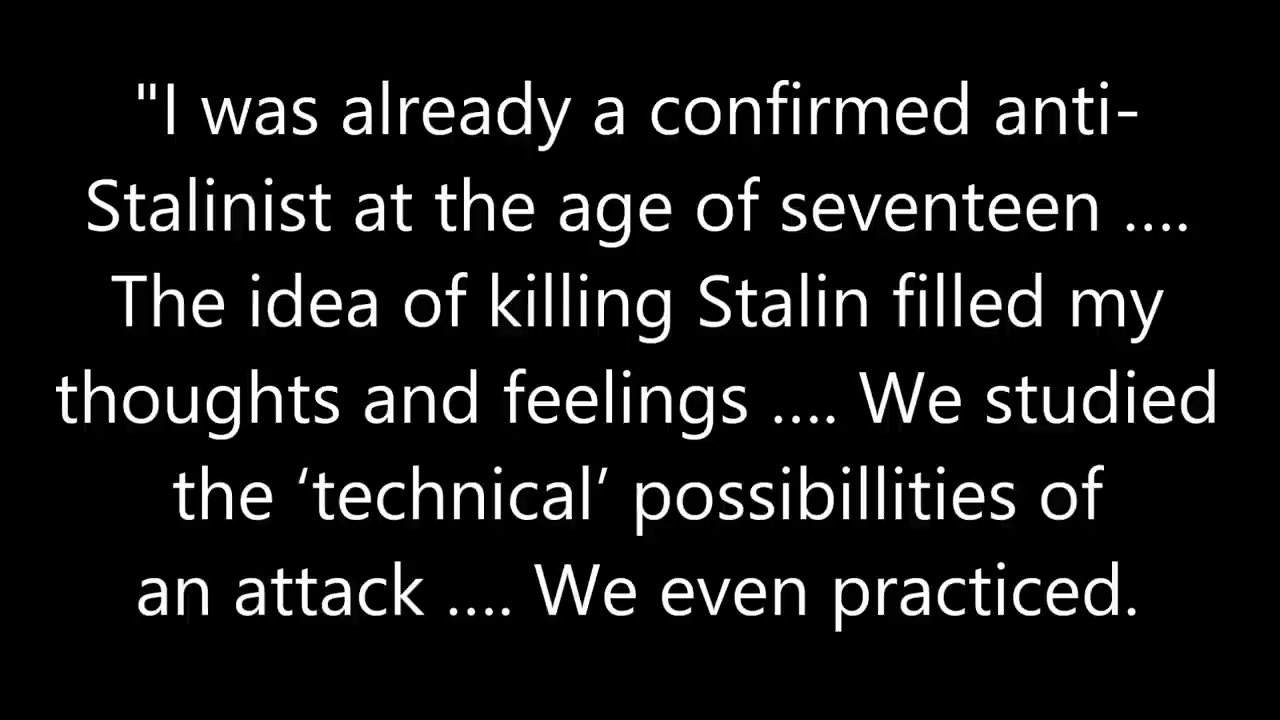 "I was already a confirmed anti-
Stalinist at the age of seventeen ....
The idea of killing Stalin filled my
thoughts and feelings .... We studied
the ‘technical’ possibillities of
an attack .... We even practiced.